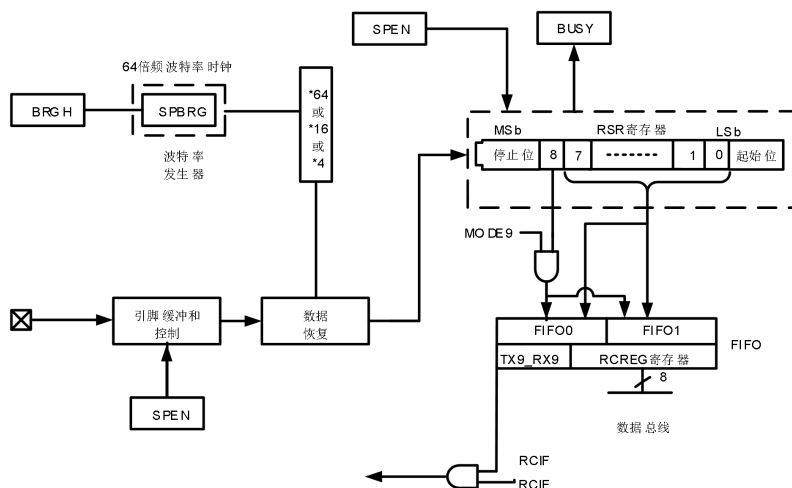 SPEN
BUSY
64倍频 波特率 时钟
BRGH
SPBRG
波特 率
发生 器
*64
或
*16
或
*4
MSb
RSR寄存器
LSb
停止 位
8
7
1
0
起始 位
MODE9
引脚 缓冲和
控制
数据
恢复
SPEN
FIFO0
FIFO1
FIFO
TX9_RX9
RCREG寄存器
8
数据 总线
RCIF
RCIF